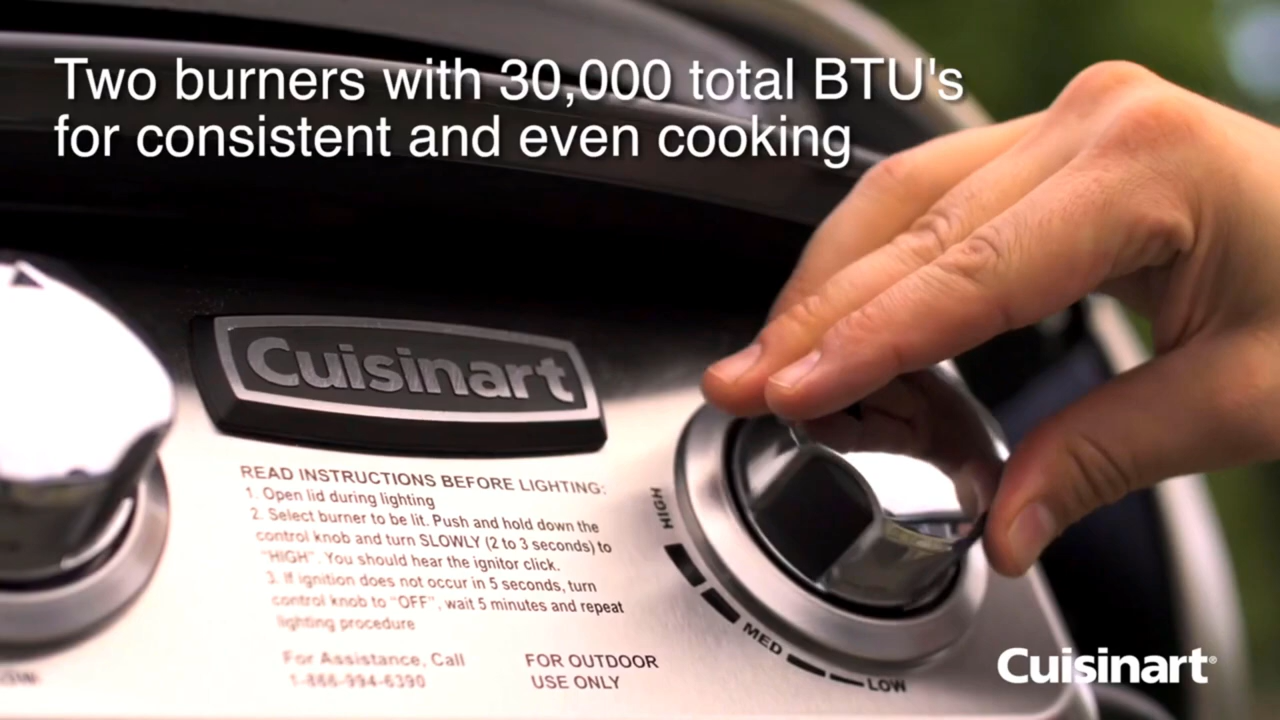 Two burners with 30,000 total BTU's
for consistent and even cooking
Cuisinart
READ INSTRUCTIONS BEFORE LIGHTING:
1. Open lid during lighting
2. Select burner to be lit. Push and hold down the
control knob and turn SLOWLY (2 to 3 seconds) to
"HIGH". You should hear the ignitor click.
3. If ignition does not occur in 5 seconds, turn
control knob to "OFF", wait 5 minutes and repeat
lighting procedure
For Assistance, Call
1-866-994-6390
FOR OUTDOOR
USE ONLY
HIGH
MED
LOW
Cuisinart®